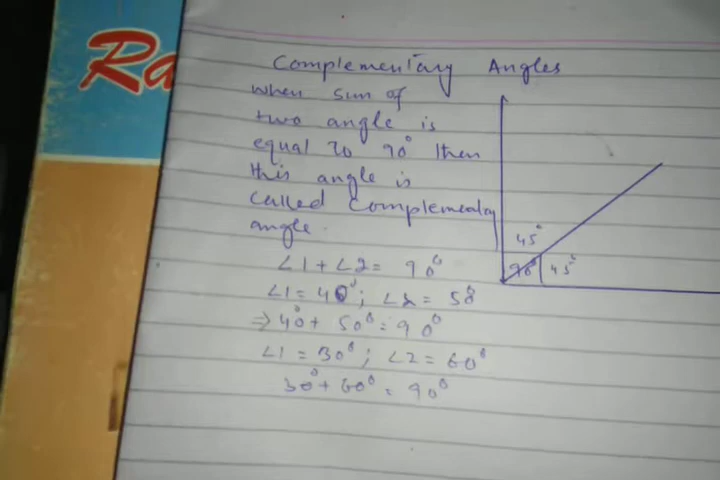 Ra
Complementary Angles
when sum of
two angle is
equal to 90° then
this angle is
called complementary
angle.
∠1 + ∠2 = 90°
∠1 = 40°; ∠2 = 50°
⇒ 40° + 50° = 90°
∠1 = 30°; ∠2 = 60°
30° + 60° = 90°
45°
90° 45°